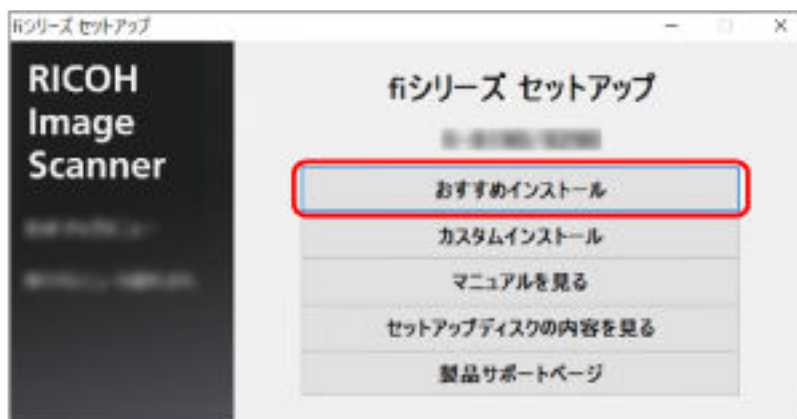 fiシリーズ セットアップ
RICOH
Image
Scanner
fiシリーズ セットアップ
おすすめインストール
カスタムインストール
マニュアルを見る
セットアップディスクの内容を見る
製品サポートページ